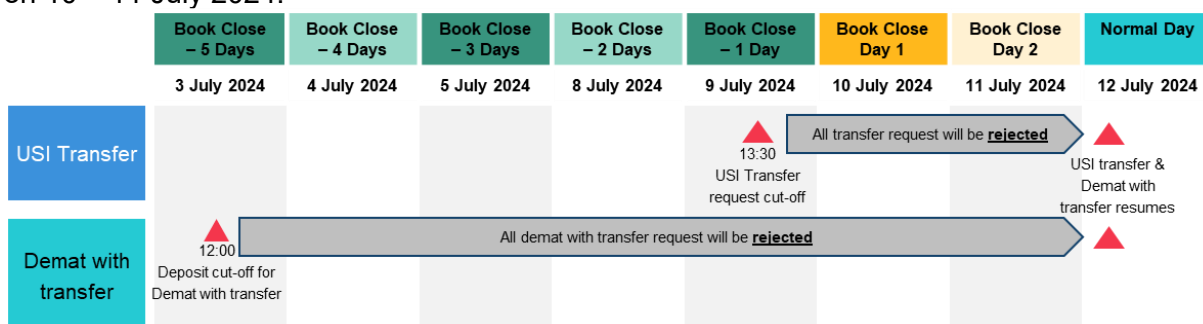 on 10 – 11 July 2024.
Book Close
– 5 Days
Book Close
– 4 Days
Book Close
– 3 Days
Book Close
– 2 Days
Book Close
– 1 Day
Book Close
Day 1
Book Close
Day 2
Normal Day
3 July 2024
4 July 2024
5 July 2024
8 July 2024
9 July 2024
10 July 2024
11 July 2024
12 July 2024
USI Transfer
13:30
USI Transfer
request cut-off
All transfer request will be rejected
USI transfer &
Demat with
transfer resumes
Demat with
transfer
12:00
Deposit cut-off for
Demat with transfer
All demat with transfer request will be rejected